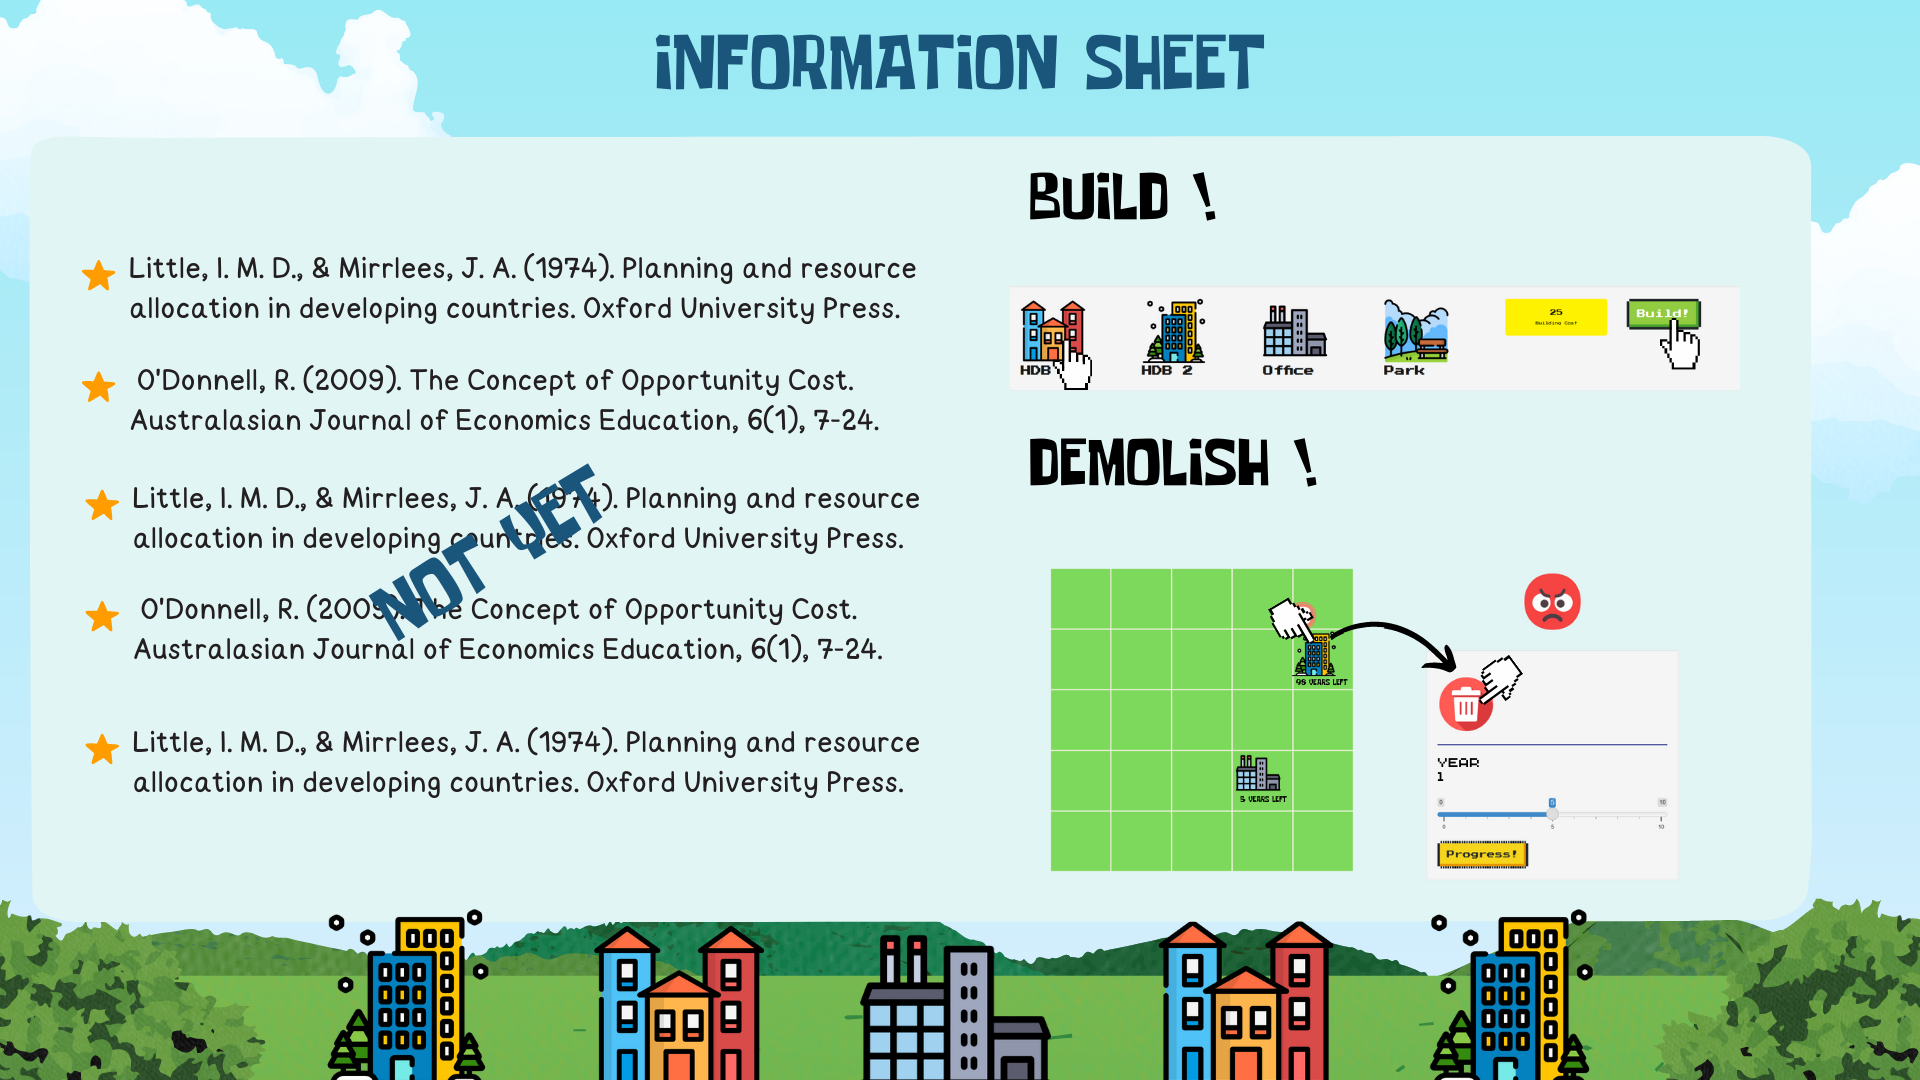 INFORMATION SHEET
Little, I. M. D., & Mirrlees, J. A. (1974). Planning and resource
allocation in developing countries. Oxford University Press.
O'Donnell, R. (2009). The Concept of Opportunity Cost.
Australasian Journal of Economics Education, 6(1), 7-24.
Little, I. M. D., & Mirrlees, J. A. (1974). Planning and resource
allocation in developing countries. Oxford University Press.
O'Donnell, R. (2009). The Concept of Opportunity Cost.
Australasian Journal of Economics Education, 6(1), 7-24.
Little, I. M. D., & Mirrlees, J. A. (1974). Planning and resource
allocation in developing countries. Oxford University Press.
NOT YET
BUILD !
HDB
HDB 2
Office
Park
25
Building Cost
Build!
DEMOLISH !
98 YEARS LEFT
5 YEARS LEFT
YEAR
1
0 5 10
0 5 10
Progress!